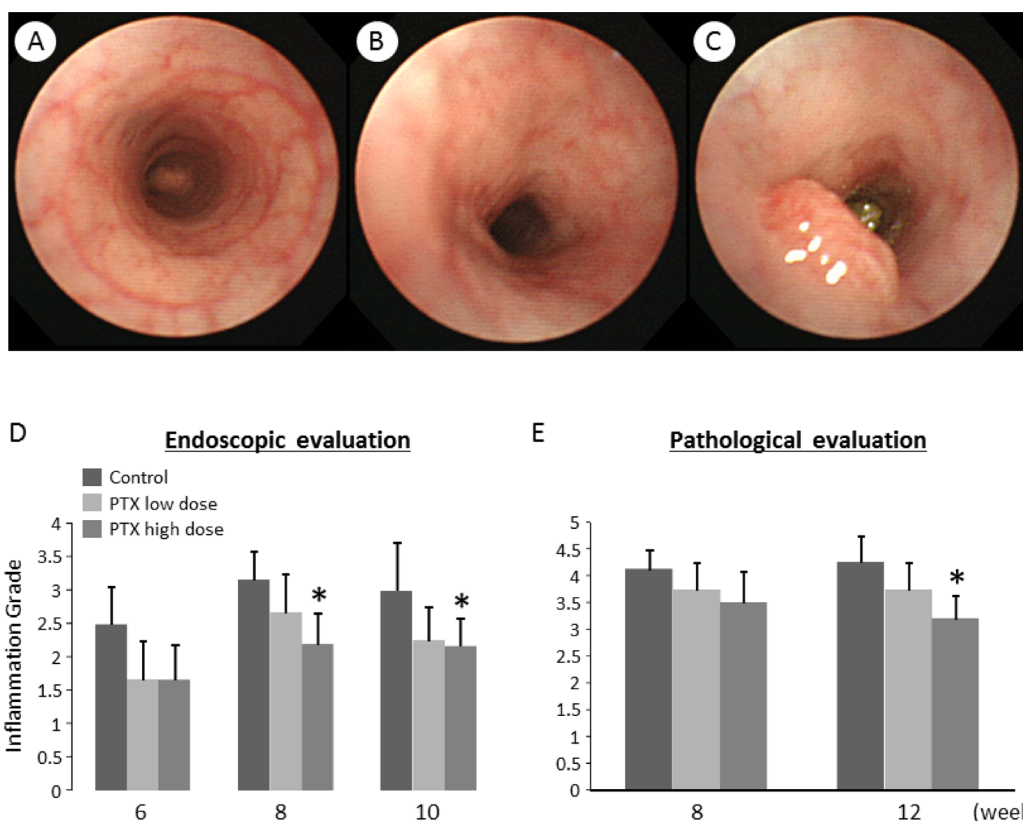 A B C
D Endoscopic evaluation
Control
PTX low dose
PTX high dose
Inflammation Grade
4
3.5
3
2.5
2
1.5
1
0.5
0
* *
6 8 10
E Pathological evaluation
5
4.5
4
3.5
3
2.5
2
1.5
1
0.5
0
*
8 12 (week